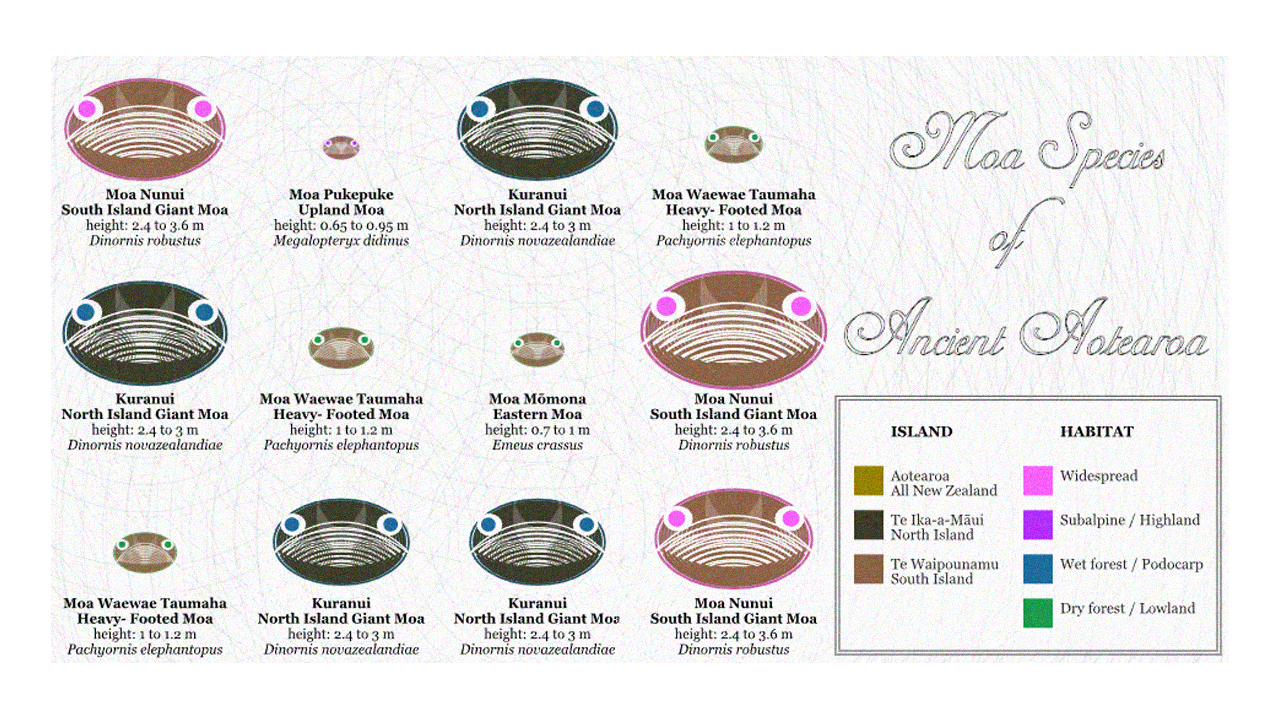 Moa Species
of
Ancient Aotearoa
Moa Nunui
South Island Giant Moa
height: 2.4 to 3.6 m
Dinornis robustus
Moa Pukepuke
Upland Moa
height: 0.65 to 0.95 m
Megalopteryx didinus
Kuranui
North Island Giant Moa
height: 2.4 to 3 m
Dinornis novazealandiae
Moa Waewae Taumaha
Heavy- Footed Moa
height: 1 to 1.2 m
Pachyornis elephantopus
Kuranui
North Island Giant Moa
height: 2.4 to 3 m
Dinornis novazealandiae
Moa Waewae Taumaha
Heavy- Footed Moa
height: 1 to 1.2 m
Pachyornis elephantopus
Moa Mōmona
Eastern Moa
height: 0.7 to 1 m
Emeus crassus
Moa Nunui
South Island Giant Moa
height: 2.4 to 3.6 m
Dinornis robustus
Moa Waewae Taumaha
Heavy- Footed Moa
height: 1 to 1.2 m
Pachyornis elephantopus
Kuranui
North Island Giant Moa
height: 2.4 to 3 m
Dinornis novazealandiae
Kuranui
North Island Giant Moa
height: 2.4 to 3 m
Dinornis novazealandiae
Moa Nunui
South Island Giant Moa
height: 2.4 to 3.6 m
Dinornis robustus
ISLAND
Aotearoa
All New Zealand
Te Ika-a-Māui
North Island
Te Waipounamu
South Island
HABITAT
Widespread
Subalpine / Highland
Wet forest / Podocarp
Dry forest / Lowland